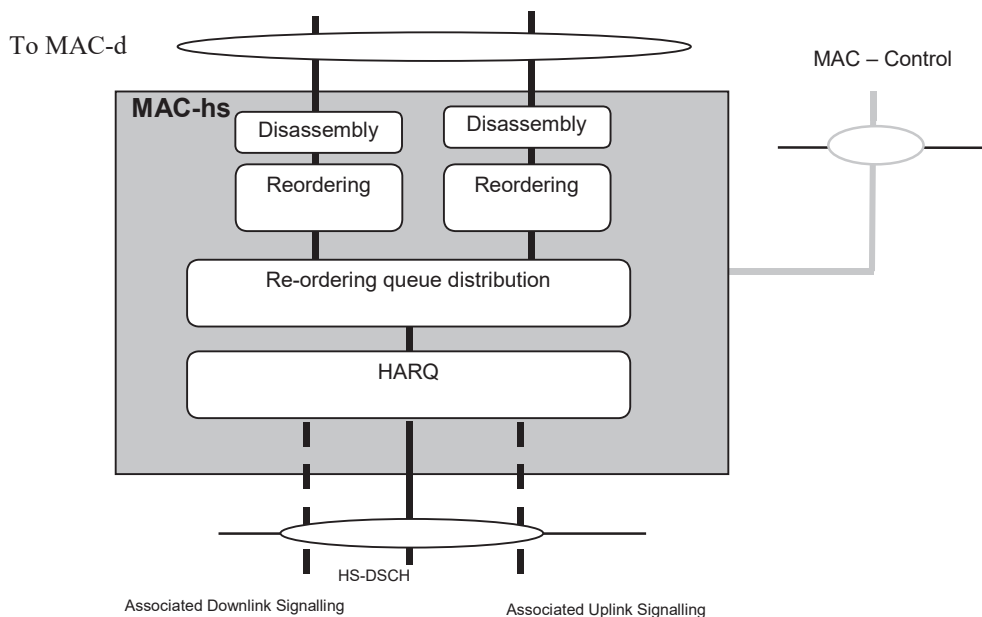 To MAC-d
MAC – Control
MAC-hs
Disassembly
Disassembly
Reordering
Reordering
Re-ordering queue distribution
HARQ
HS-DSCH
Associated Downlink Signalling
Associated Uplink Signalling